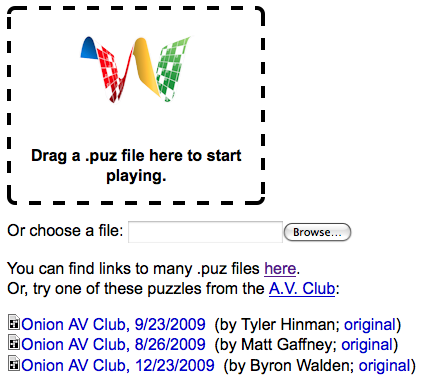 Drag a .puz file here to start
playing.
Or choose a file: Browse...
You can find links to many .puz files here.
Or, try one of these puzzles from the A.V. Club:
Onion AV Club, 9/23/2009 (by Tyler Hinman; original)
Onion AV Club, 8/26/2009 (by Matt Gaffney; original)
Onion AV Club, 12/23/2009 (by Byron Walden; original)